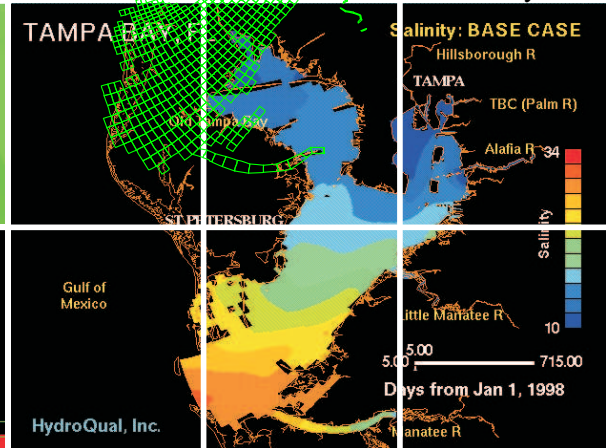 TAMPA BAY, FL
Salinity: BASE CASE
Hillsborough R
TAMPA
TBC (Palm R)
Old Tampa Bay
Alafia R
34
ST PETERSBURG
Salinity
Gulf of
Mexico
Little Manatee R
10
5.00
5.00
715.00
Days from Jan 1, 1998
HydroQual, Inc.
Manatee R